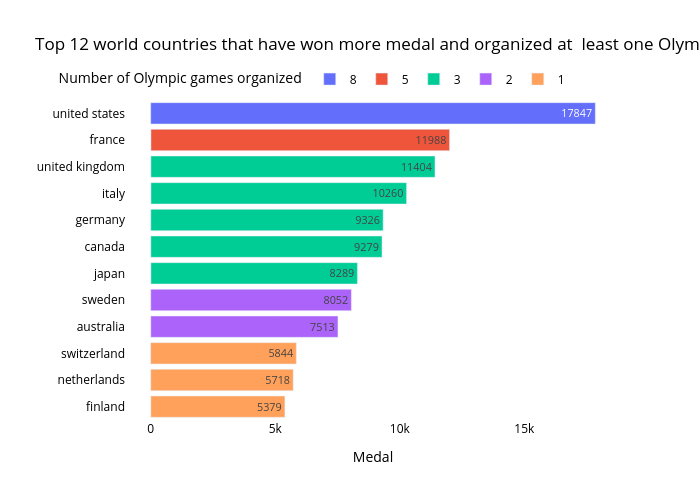 Top 12 world countries that have won more medal and organized at  least one Olym
Number of Olympic games organized 8 5 3 2 1
united states 17847
france 11988
united kingdom 11404
italy 10260
germany 9326
canada 9279
japan 8289
sweden 8052
australia 7513
switzerland 5844
netherlands 5718
finland 5379
0 5k 10k 15k
Medal